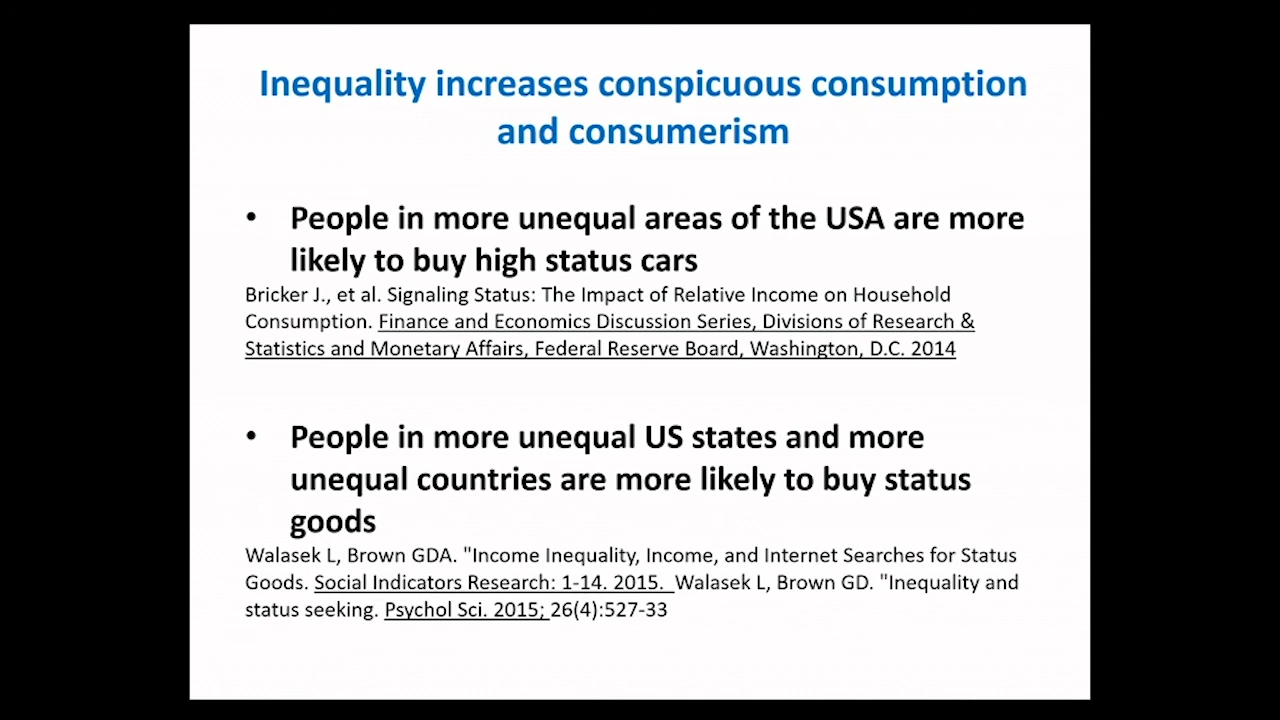 Inequality increases conspicuous consumption
and consumerism
• People in more unequal areas of the USA are more
likely to buy high status cars
Bricker J., et al. Signaling Status: The Impact of Relative Income on Household
Consumption. Finance and Economics Discussion Series, Divisions of Research &
Statistics and Monetary Affairs, Federal Reserve Board, Washington, D.C. 2014
• People in more unequal US states and more
unequal countries are more likely to buy status
goods
Walasek L, Brown GDA. "Income Inequality, Income, and Internet Searches for Status
Goods. Social Indicators Research: 1-14. 2015. Walasek L, Brown GD. "Inequality and
status seeking. Psychol Sci. 2015; 26(4):527-33